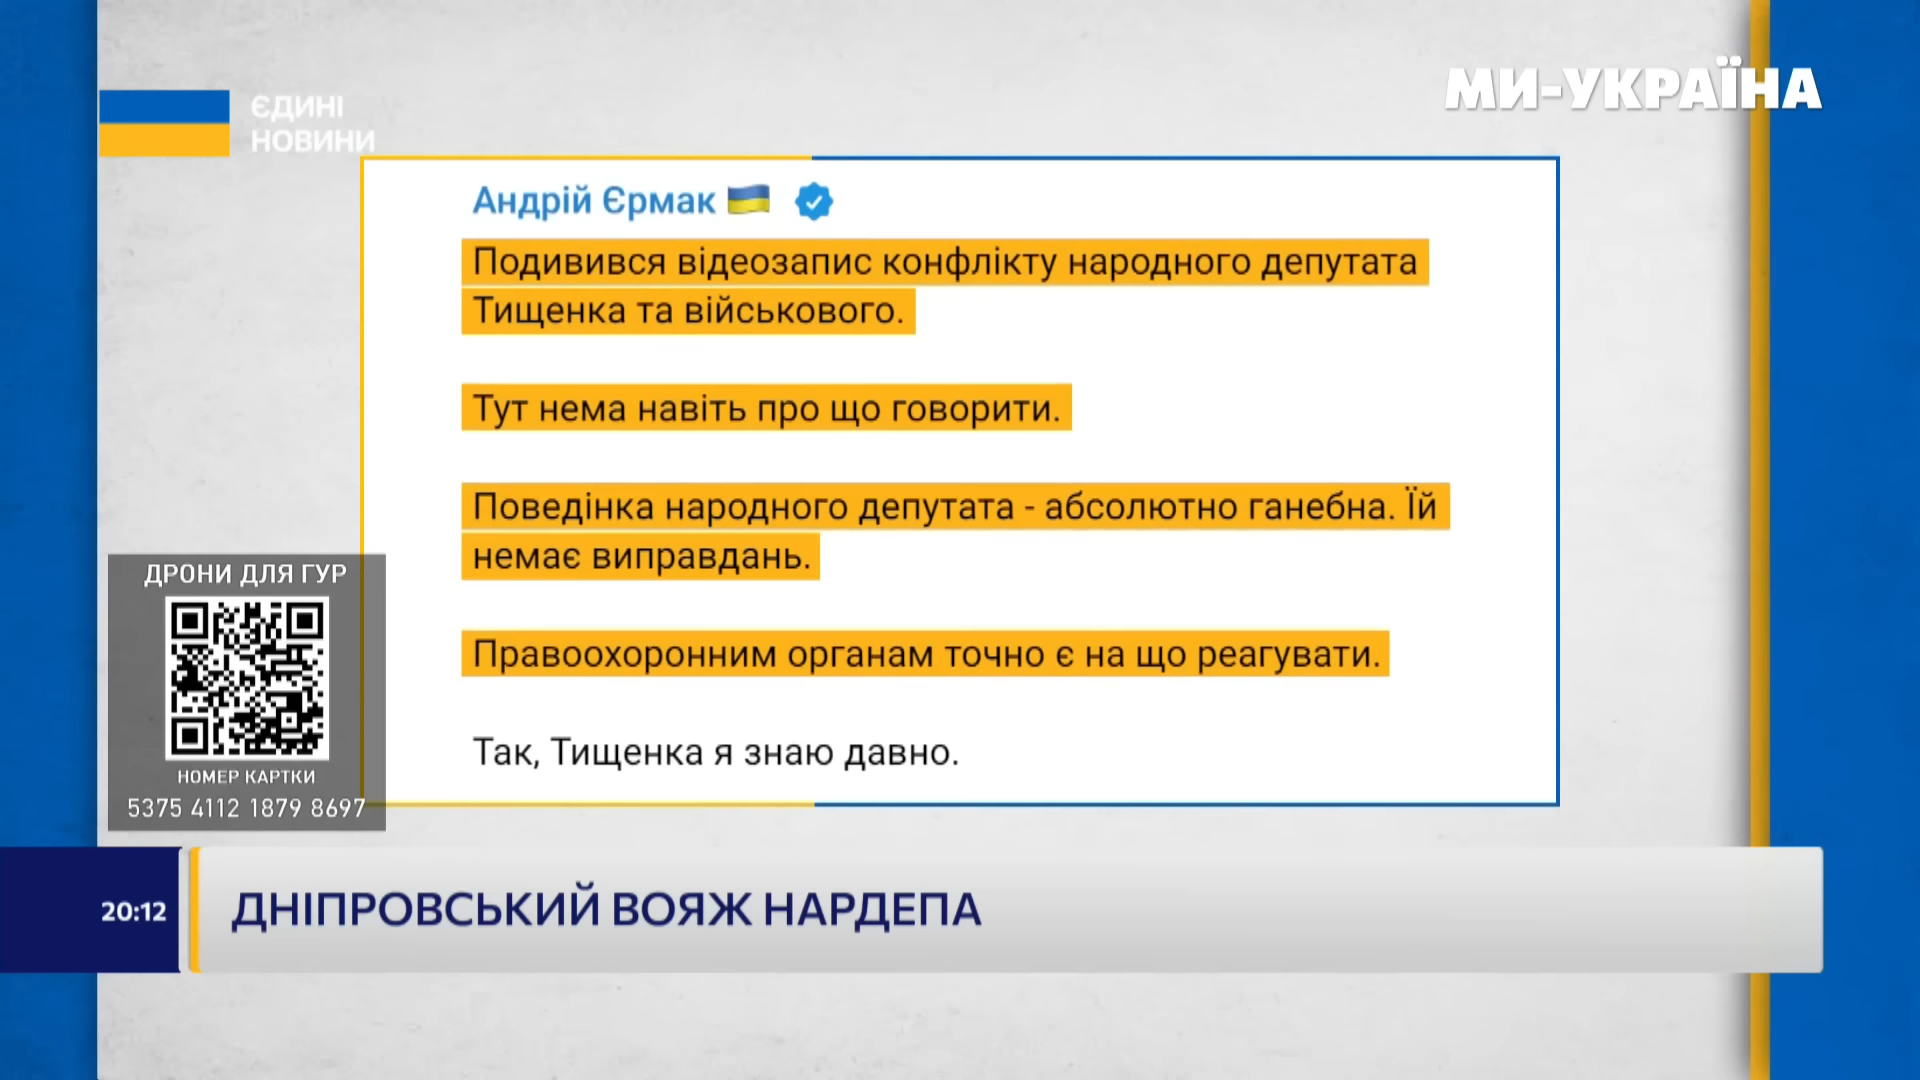 ЄДИНІ
НОВИНИ
МИ-УКРАЇНА
Андрій Єрмак
Подивився відеозапис конфлікту народного депутата
Тищенка та військового.
Тут нема навіть про що говорити.
Поведінка народного депутата - абсолютно ганебна. Їй
немає виправдань.
Правоохоронним органам точно є на що реагувати.
Так, Тищенка я знаю давно.
ДРОНИ ДЛЯ ГУР
НОМЕР КАРТКИ
5375 4112 1879 8697
20:12
ДНІПРОВСЬКИЙ ВОЯЖ НАРДЕПА